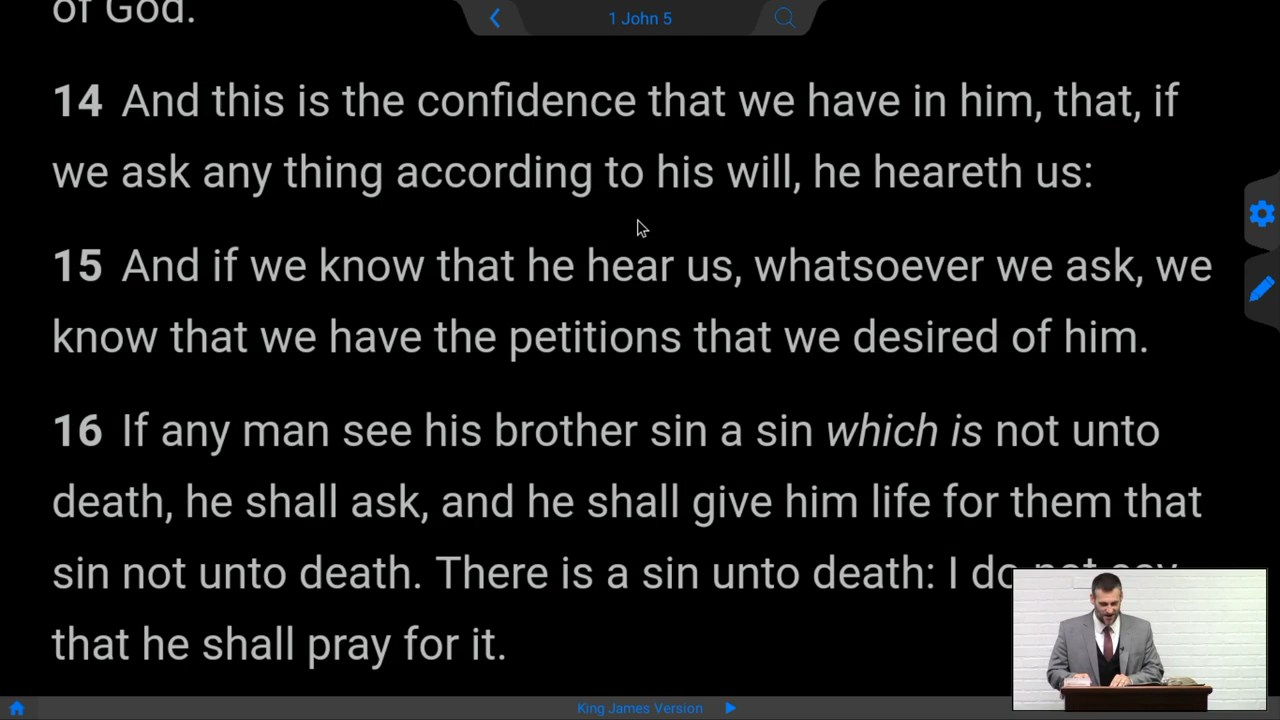 of God.
1 John 5
14 And this is the confidence that we have in him, that, if
we ask any thing according to his will, he heareth us:
15 And if we know that he hear us, whatsoever we ask, we
know that we have the petitions that we desired of him.
16 If any man see his brother sin a sin which is not unto
death, he shall ask, and he shall give him life for them that
sin not unto death. There is a sin unto death: I do not say
that he shall pray for it.
King James Version